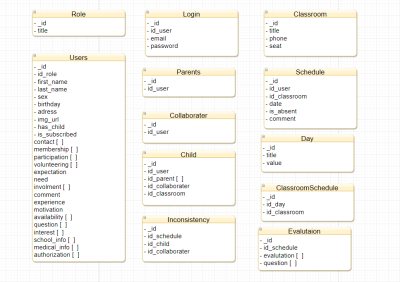 Role
- _id
- title
Users
- _id
- id_role
- first_name
- last_name
- sex
- birthday
- adress
- img_url
- has_child
- is_subscribed
contact [ ]
membership [ ]
participation [ ]
volunteering [ ]
expectation
need
involment [ ]
comment
experience
motivation
availability [ ]
question [ ]
interest [ ]
school_info [ ]
medical_info [ ]
authorization [ ]
Login
- _id
- id_user
- email
- password
Parents
- _id
- id_user
Collaborater
- _id
- id_user
Child
- _id
- id_user
- id_parent [ ]
- id_collaborater
- id_classroom
Inconsistency
- _id
- id_schedule
- id_child
- id_collaborater
Classroom
- _id
- title
- phone
- seat
Schedule
- _id
- id_user
- id_classroom
- date
- is_absent
- comment
Day
- _id
- title
- value
ClassroomSchedule
- _id
- id_day
- id_classroom
Evalutaion
- _id
- id_schedule
- evalutation [ ]
- question [ ]